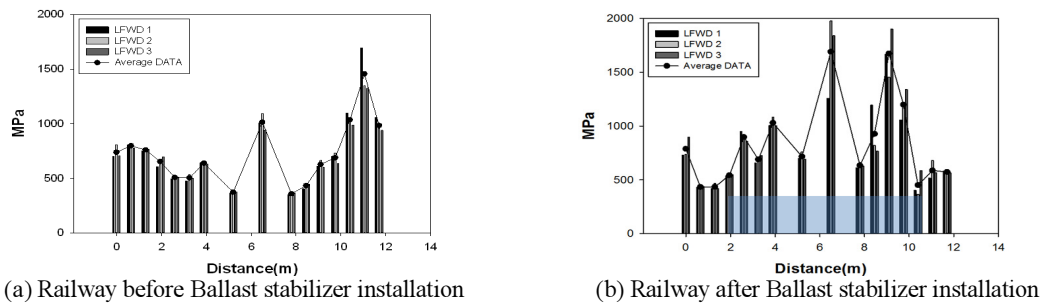 LFWD 1
LFWD 2
LFWD 3
Average DATA
2000
1500
1000
500
0
MPa
0 2 4 6 8 10 12 14
Distance(m)
(a) Railway before Ballast stabilizer installation
LFWD 1
LFWD 2
LFWD 3
Average DATA
2000
1500
1000
500
0
MPa
0 2 4 6 8 10 12 14
Distance(m)
(b) Railway after Ballast stabilizer installation